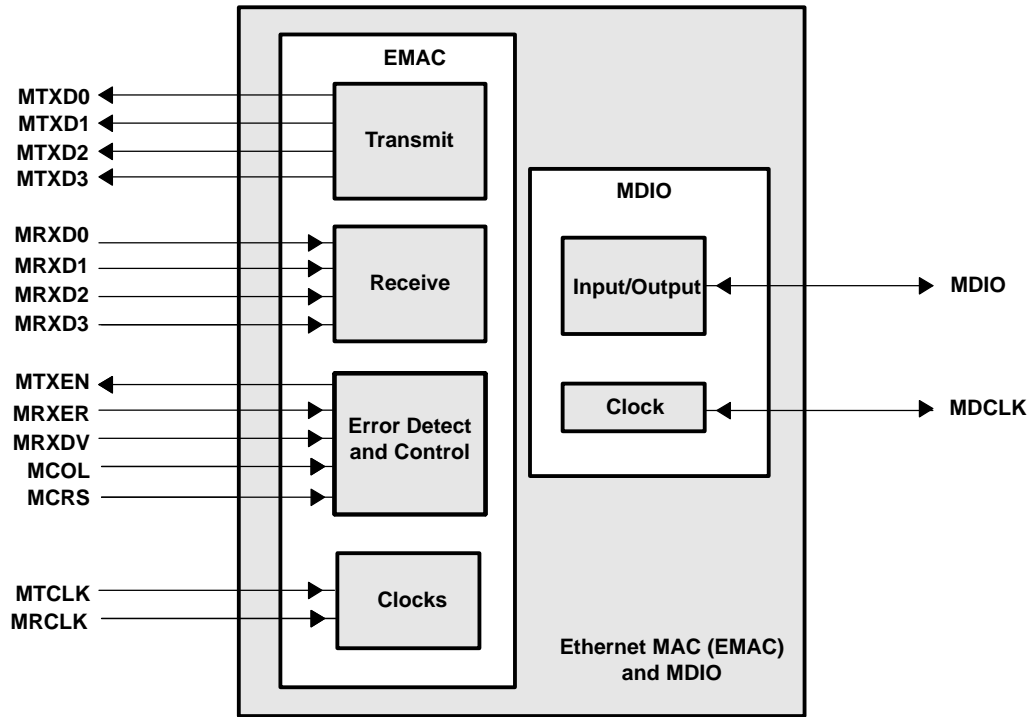 EMAC
MTXD0
MTXD1
MTXD2
MTXD3
Transmit
MRXD0
MRXD1
MRXD2
MRXD3
Receive
MTXEN
MRXER
MRXDV
MCOL
MCRS
Error Detect
and Control
MTCLK
MRCLK
Clocks
MDIO
Input/Output
MDIO
Clock
MDCLK
Ethernet MAC (EMAC)
and MDIO